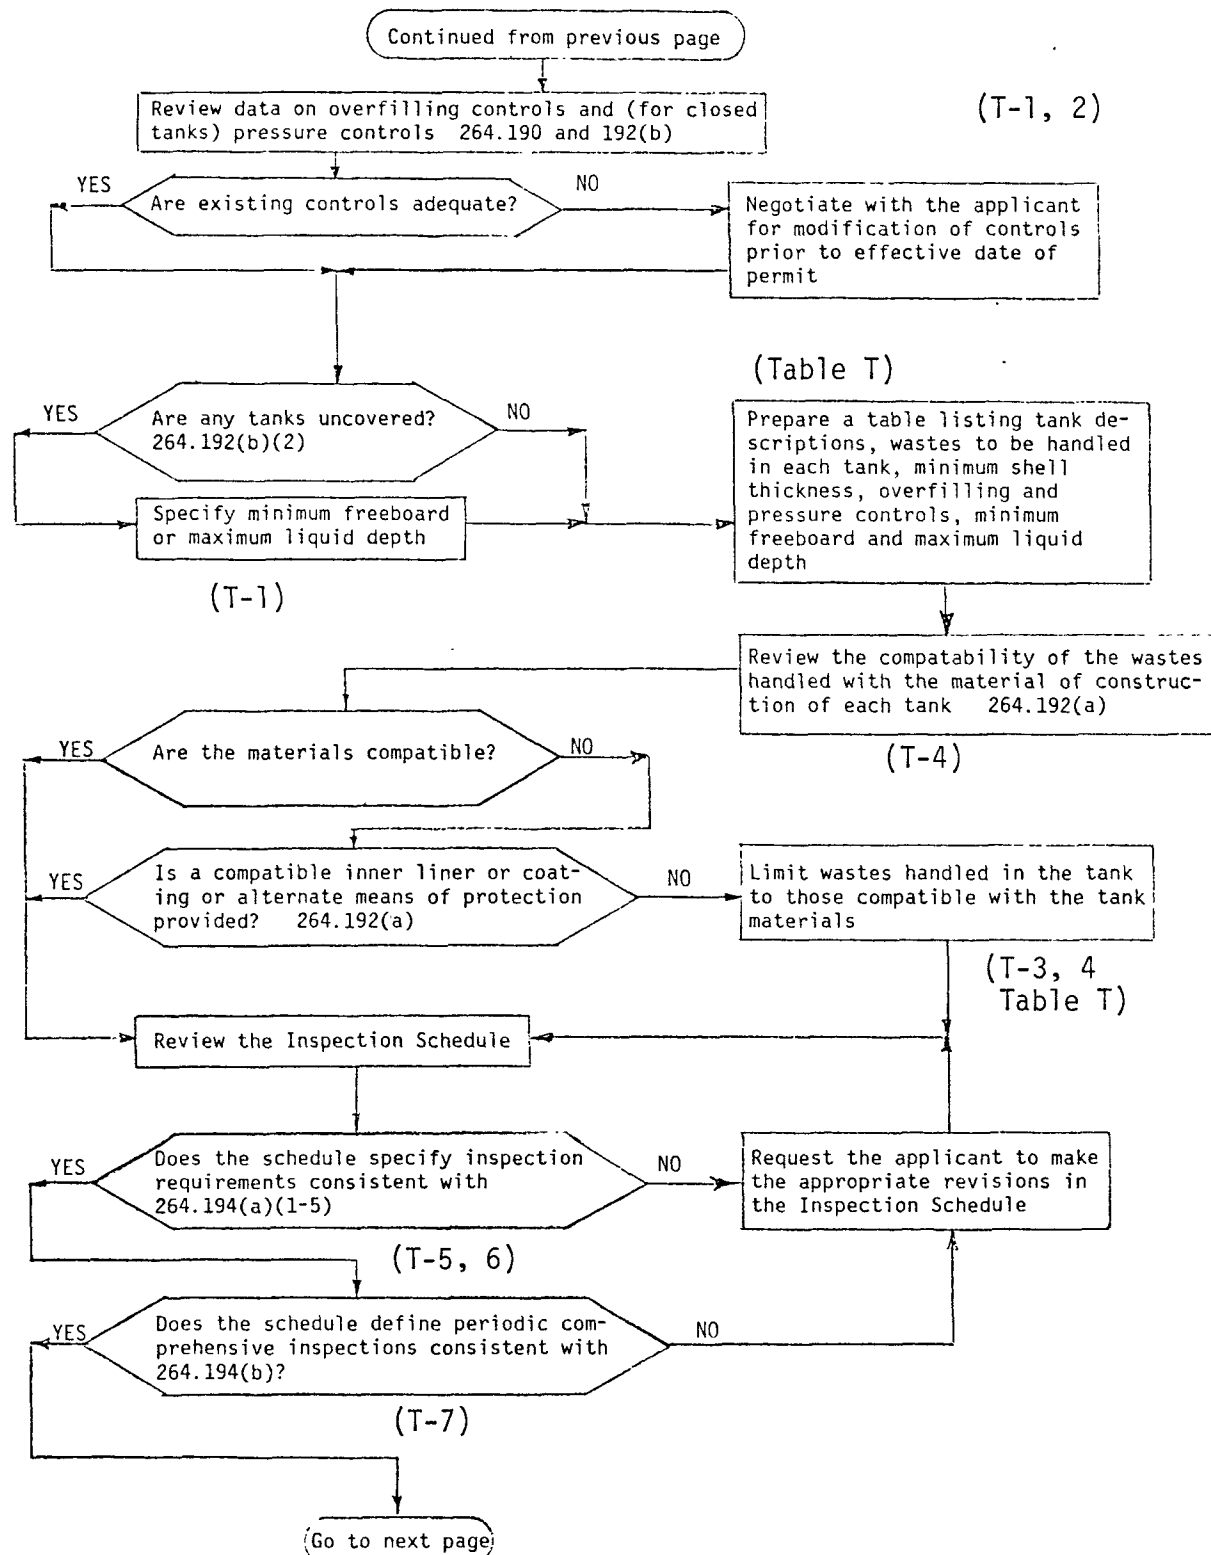 Continued from previous page
Review data on overfilling controls and (for closed
tanks) pressure controls 264.190 and 192(b)
(T-1, 2)
YES
Are existing controls adequate?
NO
Negotiate with the applicant
for modification of controls
prior to effective date of
permit
YES
Are any tanks uncovered?
264.192(b)(2)
NO
Specify minimum freeboard
or maximum liquid depth
(T-1)
(Table T)
Prepare a table listing tank de-
scriptions, wastes to be handled
in each tank, minimum shell
thickness, overfilling and
pressure controls, minimum
freeboard and maximum liquid
depth
Review the compatability of the wastes
handled with the material of construc-
tion of each tank 264.192(a)
(T-4)
YES
Are the materials compatible?
NO
YES
Is a compatible inner liner or coat-
ing or alternate means of protection
provided? 264.192(a)
NO
Limit wastes handled in the tank
to those compatible with the tank
materials
(T-3, 4
Table T)
Review the Inspection Schedule
YES
Does the schedule specify inspection
requirements consistent with
264.194(a)(1-5)
NO
Request the applicant to make
the appropriate revisions in
the Inspection Schedule
(T-5, 6)
YES
Does the schedule define periodic com-
prehensive inspections consistent with
264.194(b)?
NO
(T-7)
Go to next page